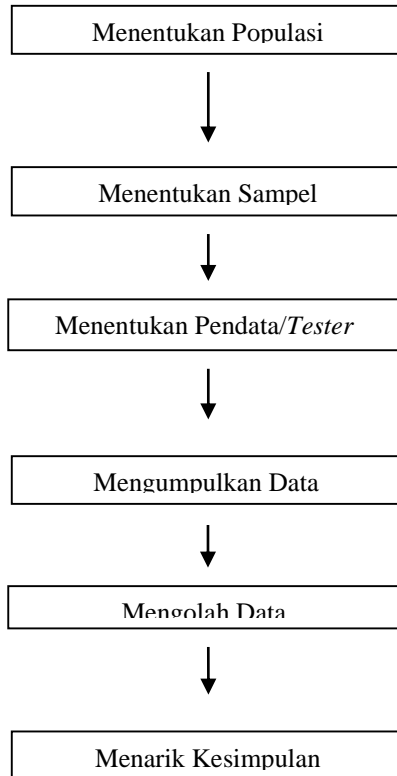 Menentukan Populasi
Menentukan Sampel
Menentukan Pendata/Tester
Mengumpulkan Data
Mengolah Data
Menarik Kesimpulan